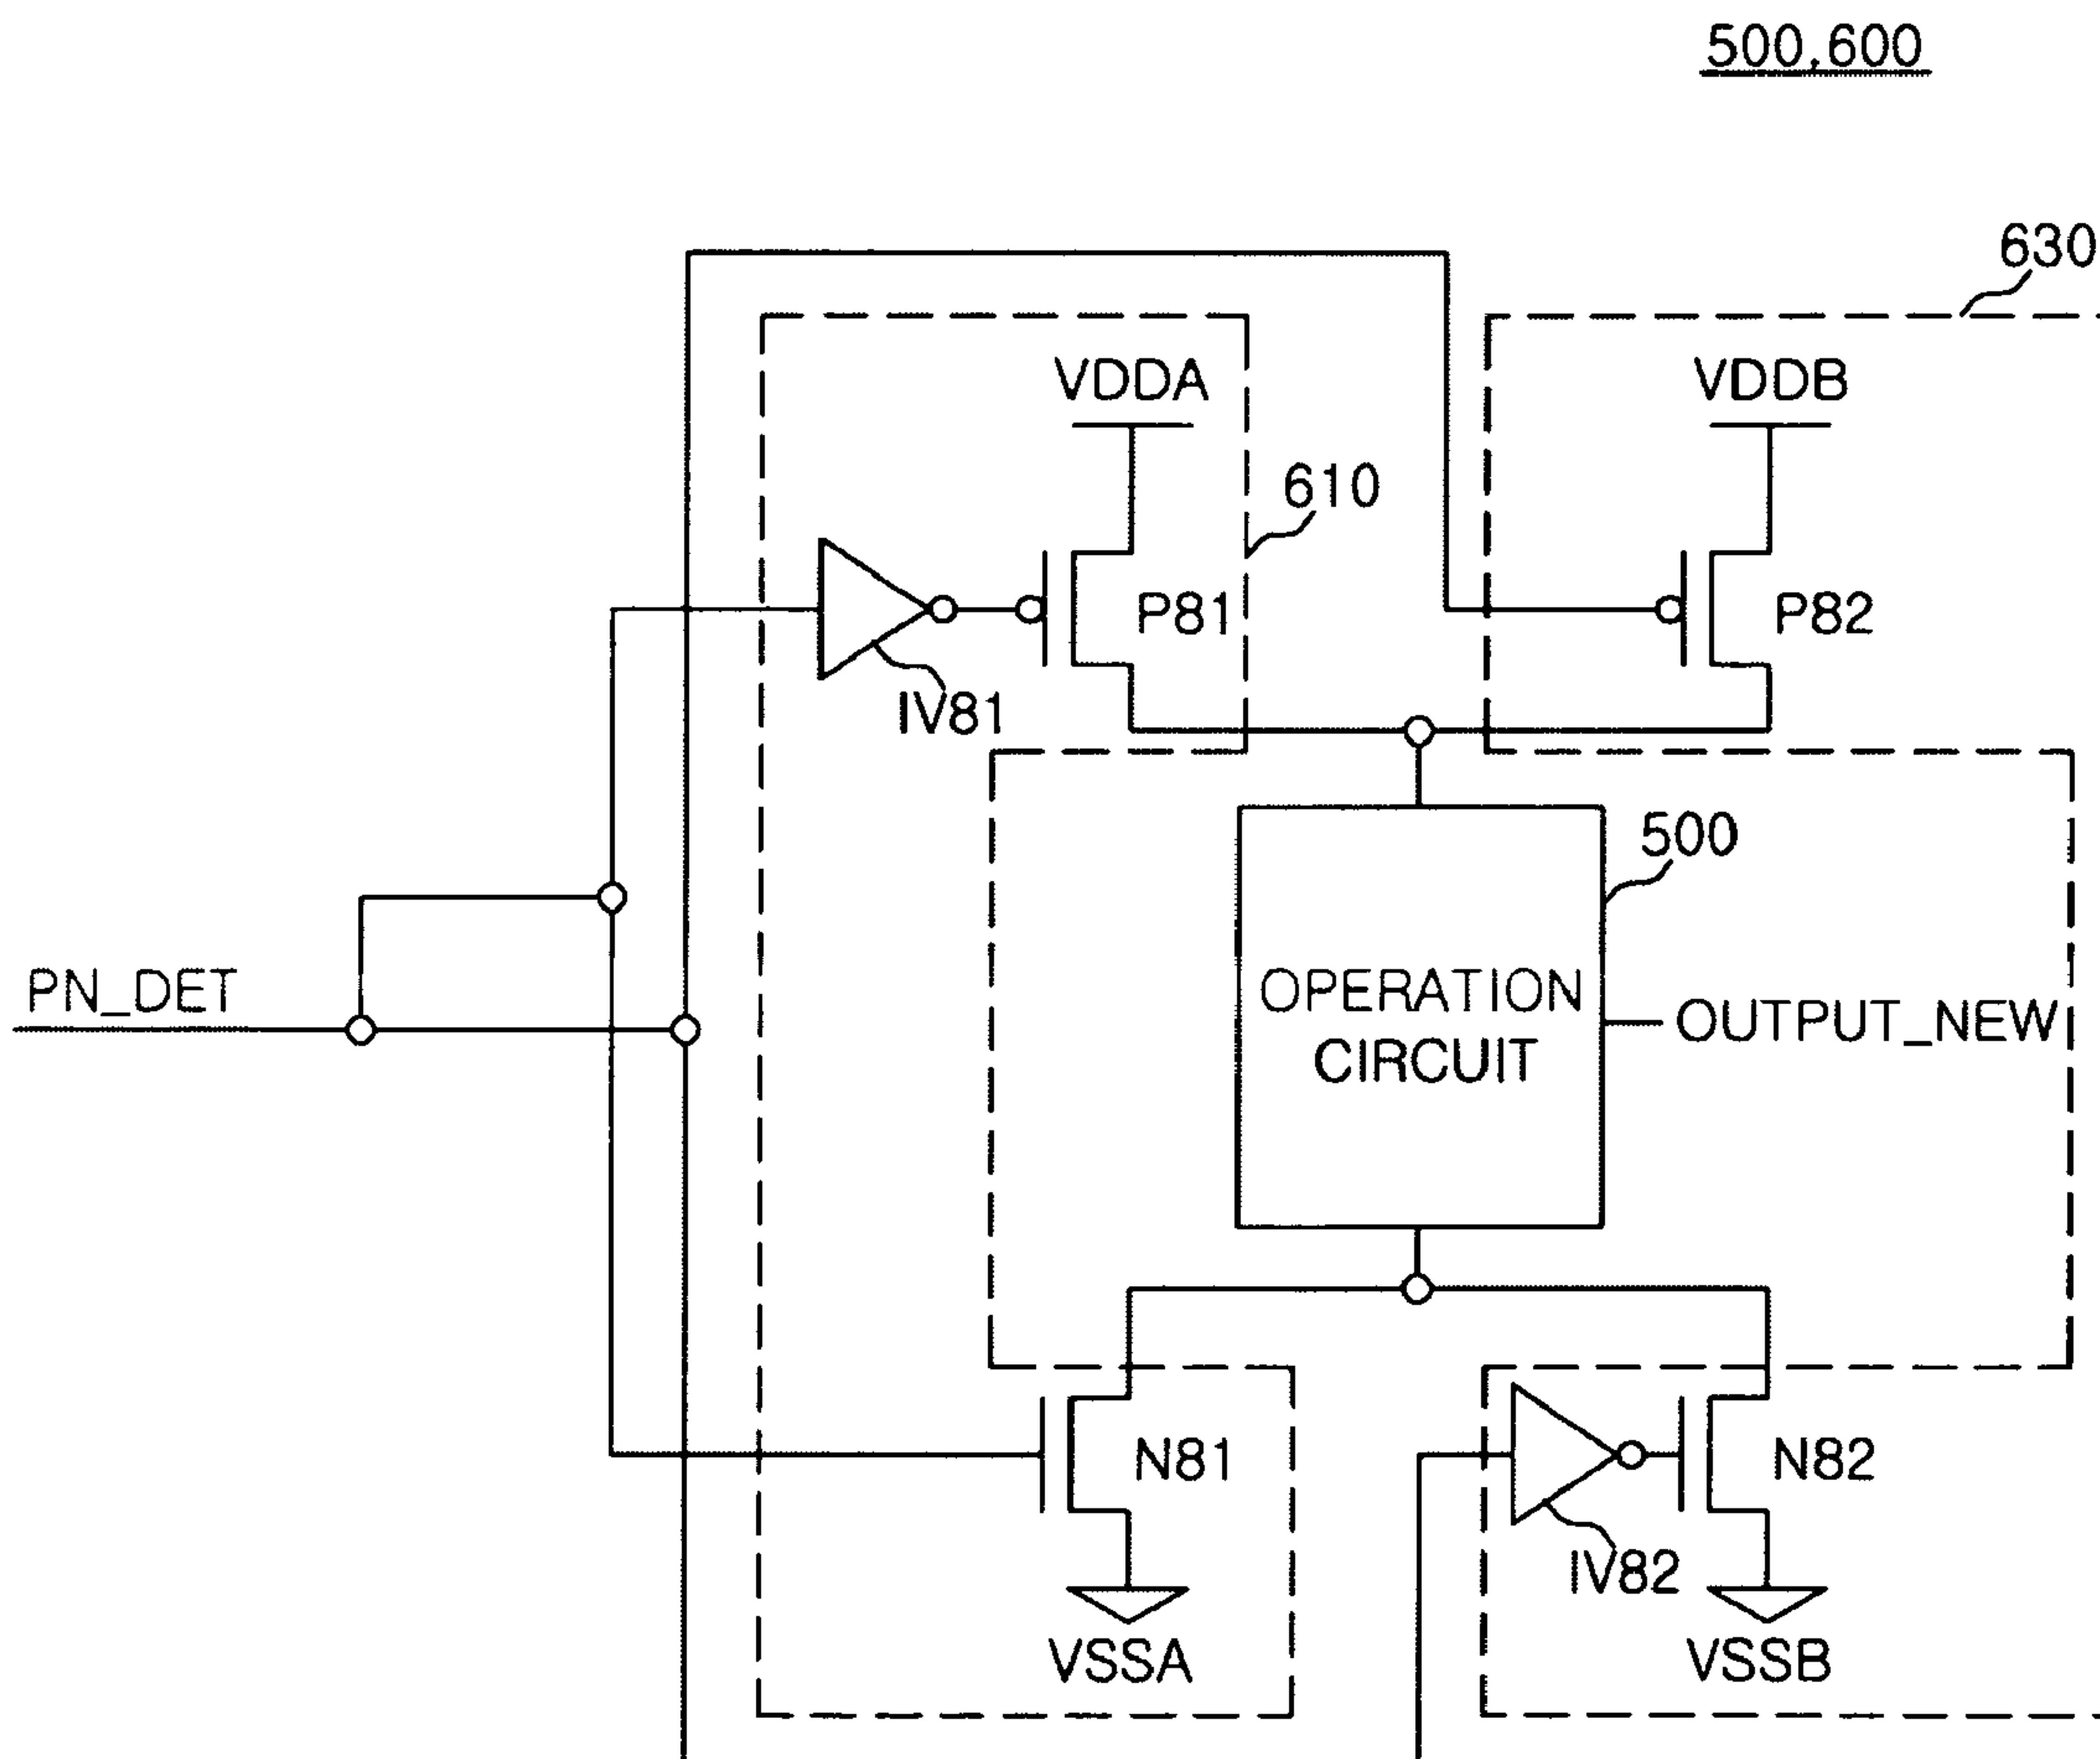 500,600
630
VDDA
VDDB
610
P81
P82
IV81
500
PN_DET
OPERATION
CIRCUIT
OUTPUT_NEW
N81
N82
IV82
VSSA
VSSB